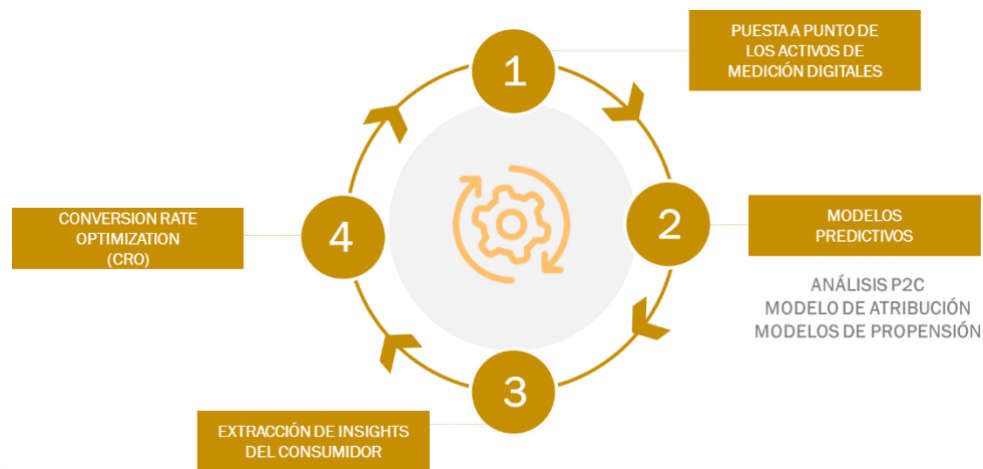 1
PUESTA A PUNTO DE
LOS ACTIVOS DE
MEDICIÓN DIGITALES
2
MODELOS
PREDICTIVOS
ANÁLISIS P2C
MODELO DE ATRIBUCIÓN
MODELOS DE PROPENSIÓN
3
EXTRACCIÓN DE INSIGHTS
DEL CONSUMIDOR
4
CONVERSION RATE
OPTIMIZATION
(CRO)